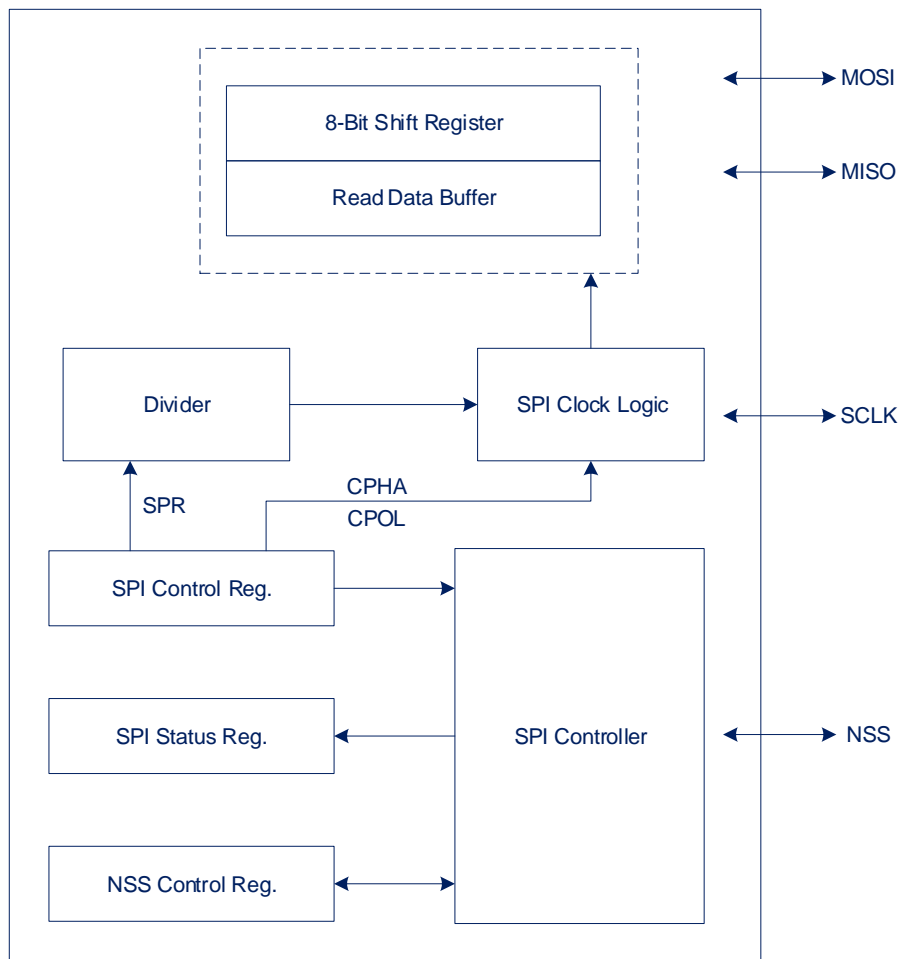 MOSI
8-Bit Shift Register
MISO
Read Data Buffer
Divider
SPI Clock Logic
SCLK
SPR
CPHA
CPOL
SPI Control Reg.
SPI Status Reg.
SPI Controller
NSS
NSS Control Reg.